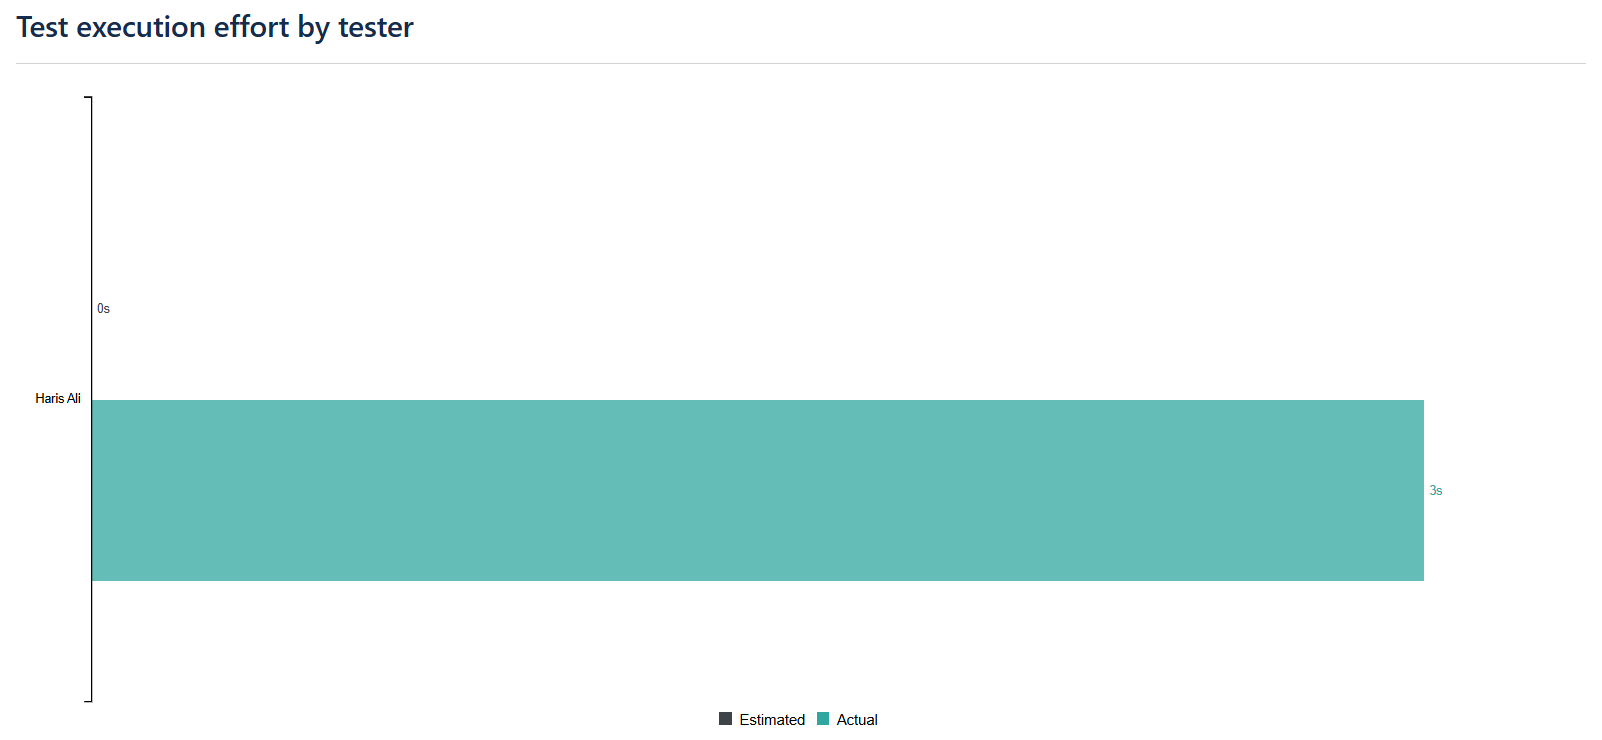 Test execution effort by tester
0s
Haris Ali
3s
Estimated Actual